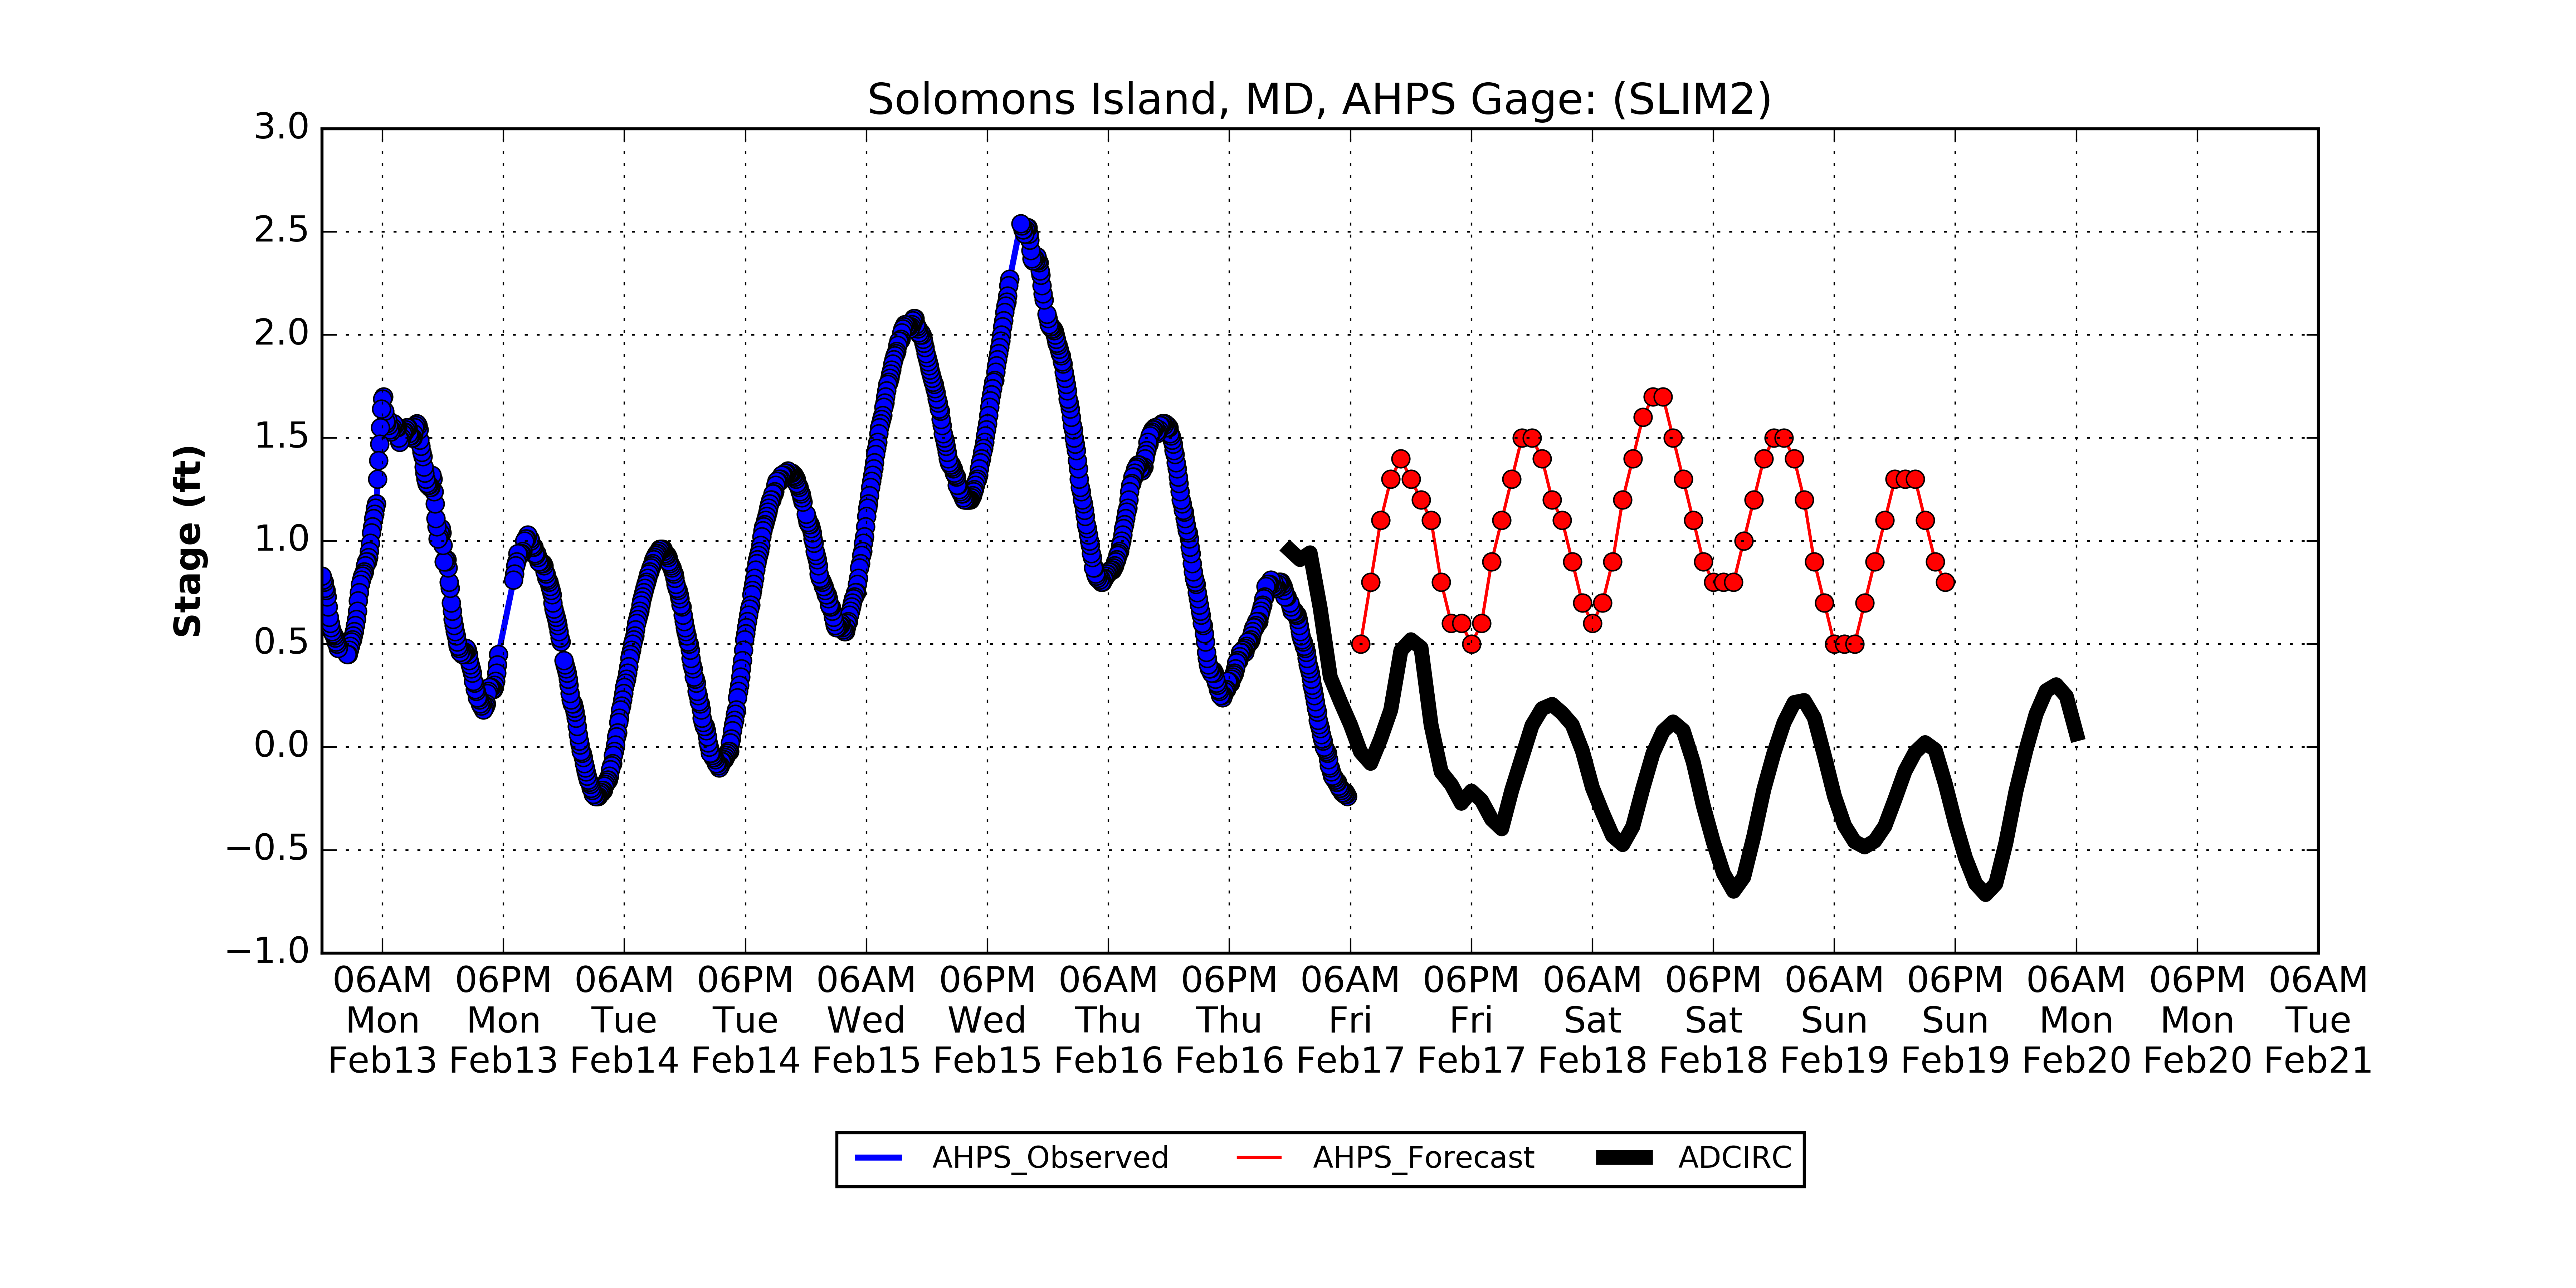 Solomons Island, MD, AHPS Gage: (SLIM2)
Stage (ft)
3.0
2.5
2.0
1.5
1.0
0.5
0.0
−0.5
−1.0
06AM 06PM 06AM 06PM 06AM 06PM 06AM 06PM 06AM 06PM 06AM 06PM 06AM 06PM 06AM 06PM 06AM
Mon Mon Tue Tue Wed Wed Thu Thu Fri Fri Sat Sat Sun Sun Mon Mon Tue
Feb13 Feb13 Feb14 Feb14 Feb15 Feb15 Feb16 Feb16 Feb17 Feb17 Feb18 Feb18 Feb19 Feb19 Feb20 Feb20 Feb21
AHPS_Observed AHPS_Forecast ADCIRC